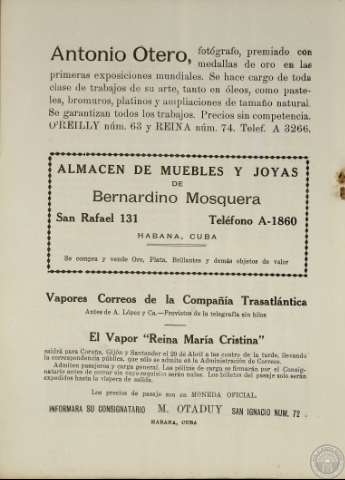 Antonio Otero, fotógrafo, premiado con
medallas de oro en las
primeras exposiciones mundiales. Se hace cargo de toda
clase de trabajos de su arte, tanto en óleos, como paste-
les, bromuros, platinos y ampliaciones de tamaño natural.
Se garantizan todos los trabajos. Precios sin competencia.
O'REILLY núm. 63 y REINA núm. 74. Telef. A 3266.
ALMACEN DE MUEBLES Y JOYAS
DE
Bernardino Mosquera
San Rafael 131 Teléfono A-1860
HABANA, CUBA
Se compra y vende Oro, Plata, Brillantes y demás objetos de valor
Vapores Correos de la Compañía Trasatlántica
Antes de A. López y Ca.—Provistos de la telegrafía sin hilos
El Vapor "Reina María Cristina"
saldrá para Coruña, Gijón y Santander el 20 de Abril a las cuatro de la tarde, llevando
la correspondencia pública, que sólo se admite en la Administración de Correos.
Admiten pasajeros y carga general. Las pólizas de carga se firmarán por el Consig-
natario antes de correr sin cuyo requisito serán nulas. Los billetes del pasaje solo serán
expedidos hasta la víspera de salida.
Los precios de pasaje son en MONEDA OFICIAL.
INFORMARA SU CONSIGNATARIO M. OTADUY SAN IGNACIO NUM. 72
HABANA, CUBA